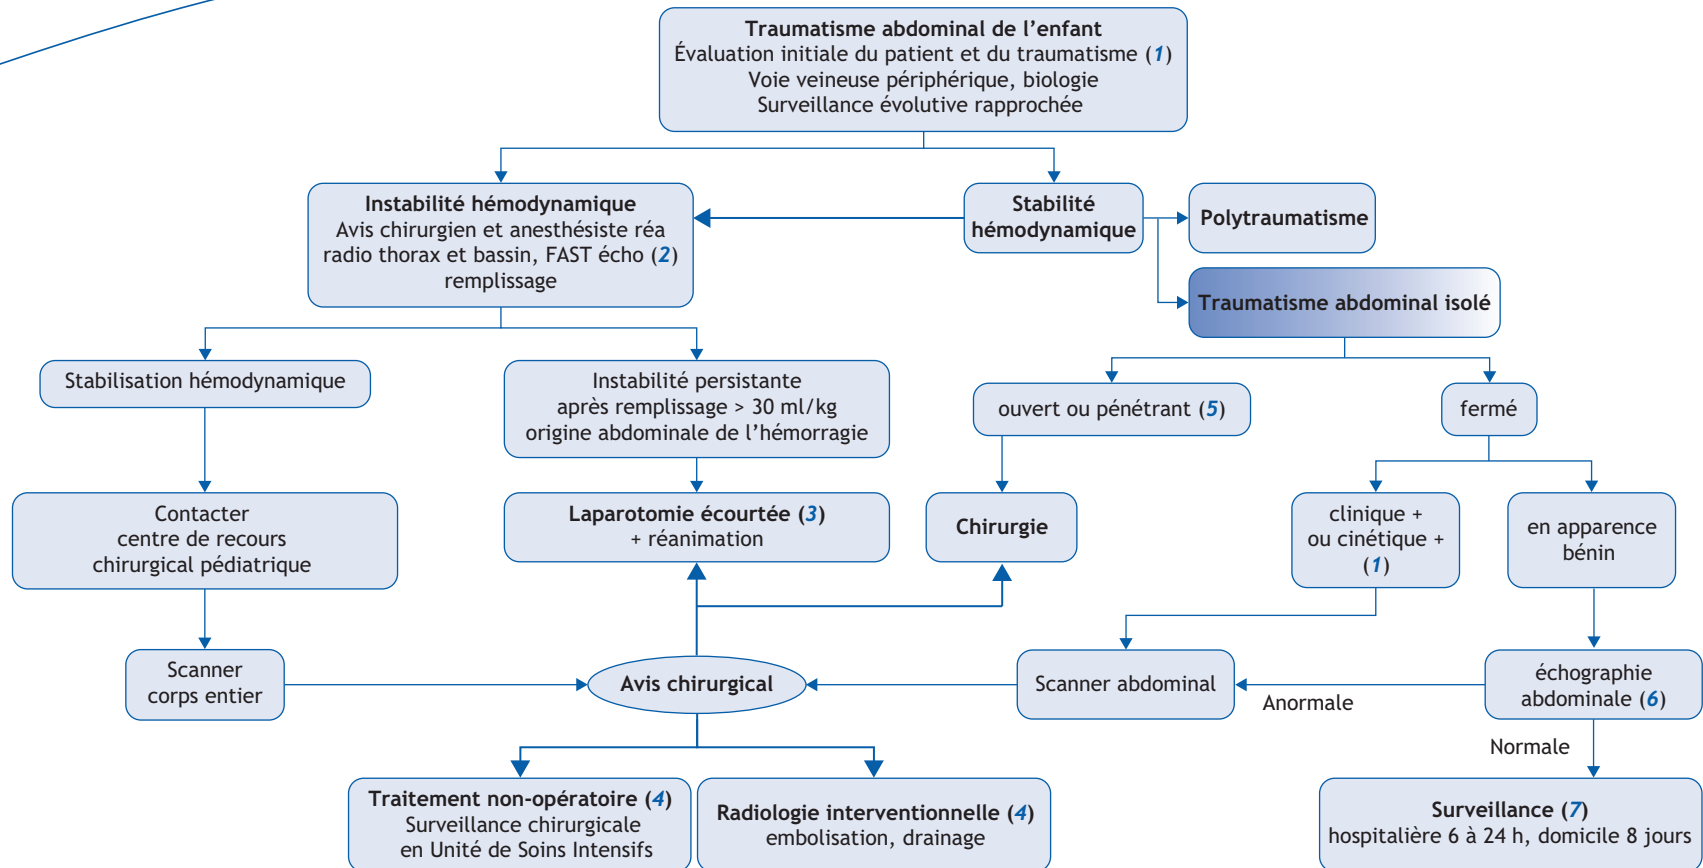 Traumatisme abdominal de l’enfant
Évaluation initiale du patient et du traumatisme (1)
Voie veineuse périphérique, biologie
Surveillance évolutive rapprochée
Instabilité hémodynamique
Avis chirurgien et anesthésiste réa
radio thorax et bassin, FAST écho (2)
remplissage
Stabilité
hémodynamique
Polytraumatisme
Traumatisme abdominal isolé
Stabilisation hémodynamique
Instabilité persistante
après remplissage > 30 ml/kg
origine abdominale de l’hémorragie
ouvert ou pénétrant (5)
fermé
Contacter
centre de recours
chirurgical pédiatrique
Laparotomie écourtée (3)
+ réanimation
Chirurgie
clinique +
ou cinétique +
(1)
en apparence
bénin
Scanner
corps entier
Avis chirurgical
Scanner abdominal
Anormale
échographie
abdominale (6)
Normale
Traitement non-opératoire (4)
Surveillance chirurgicale
en Unité de Soins Intensifs
Radiologie interventionnelle (4)
embolisation, drainage
Surveillance (7)
hospitalière 6 à 24 h, domicile 8 jours